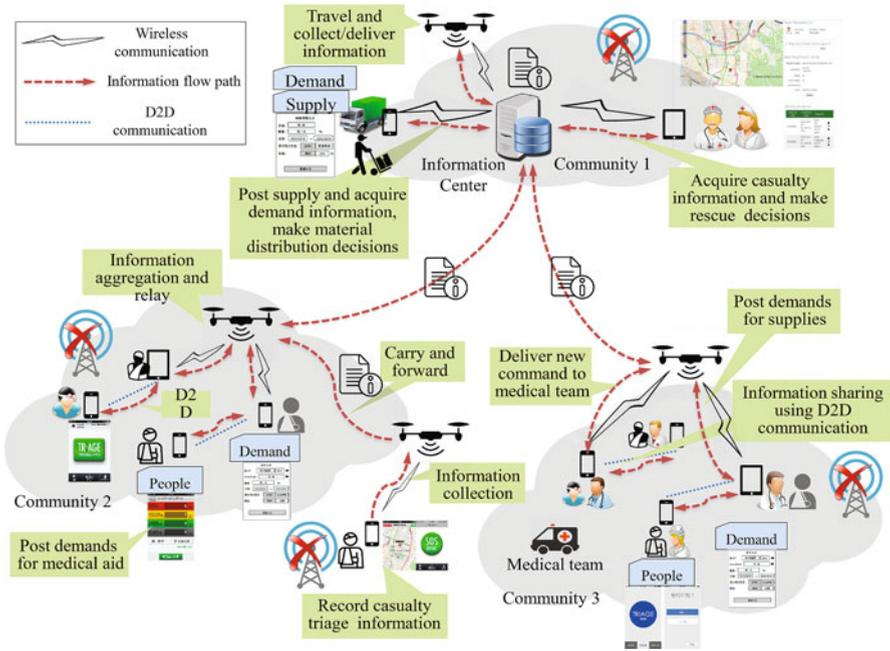 Wireless
communication
Information flow path
D2D
communication
Travel and
collect/deliver
information
Demand
Supply
Information
Center
Community 1
Post supply and acquire
demand information,
make material
distribution decisions
Acquire casualty
information and make
rescue decisions
Information
aggregation and
relay
D2
D
Carry and
forward
Deliver new
command to
medical team
Post demands
for supplies
Information sharing
using D2D
communication
TRIAGE
Community 2
People
Demand
Information
collection
Post demands
for medical aid
SOS
Record casualty
triage information
Medical team
Community 3
People
Demand
TRIAGE